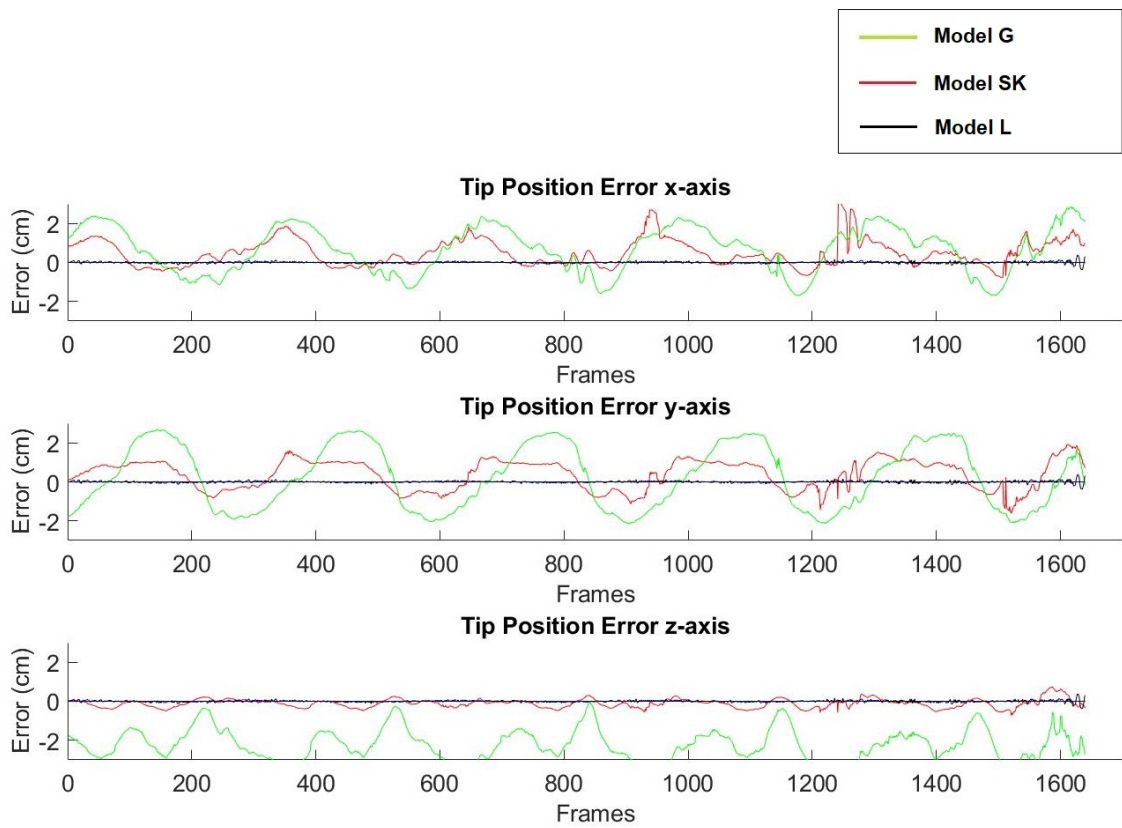 Model G
Model SK
Model L
Tip Position Error x-axis
Error (cm)
2
0
-2
0 200 400 600 800 1000 1200 1400 1600
Frames
Tip Position Error y-axis
Error (cm)
2
0
-2
0 200 400 600 800 1000 1200 1400 1600
Frames
Tip Position Error z-axis
Error (cm)
2
0
-2
0 200 400 600 800 1000 1200 1400 1600
Frames